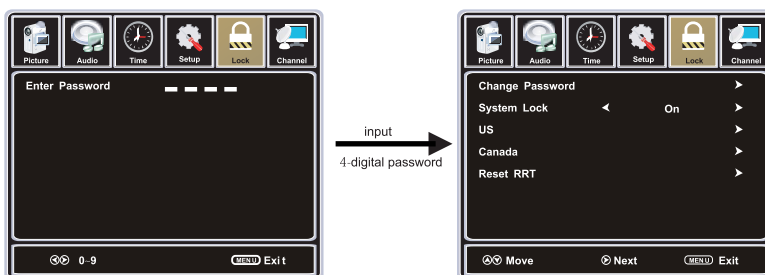 Picture Audio Time Setup Lock Channel
Enter Password
0~9 MENU Exit
input
4-digital password
Picture Audio Time Setup Lock Channel
Change Password
System Lock On
US
Canada
Reset RRT
Move Next MENU Exit